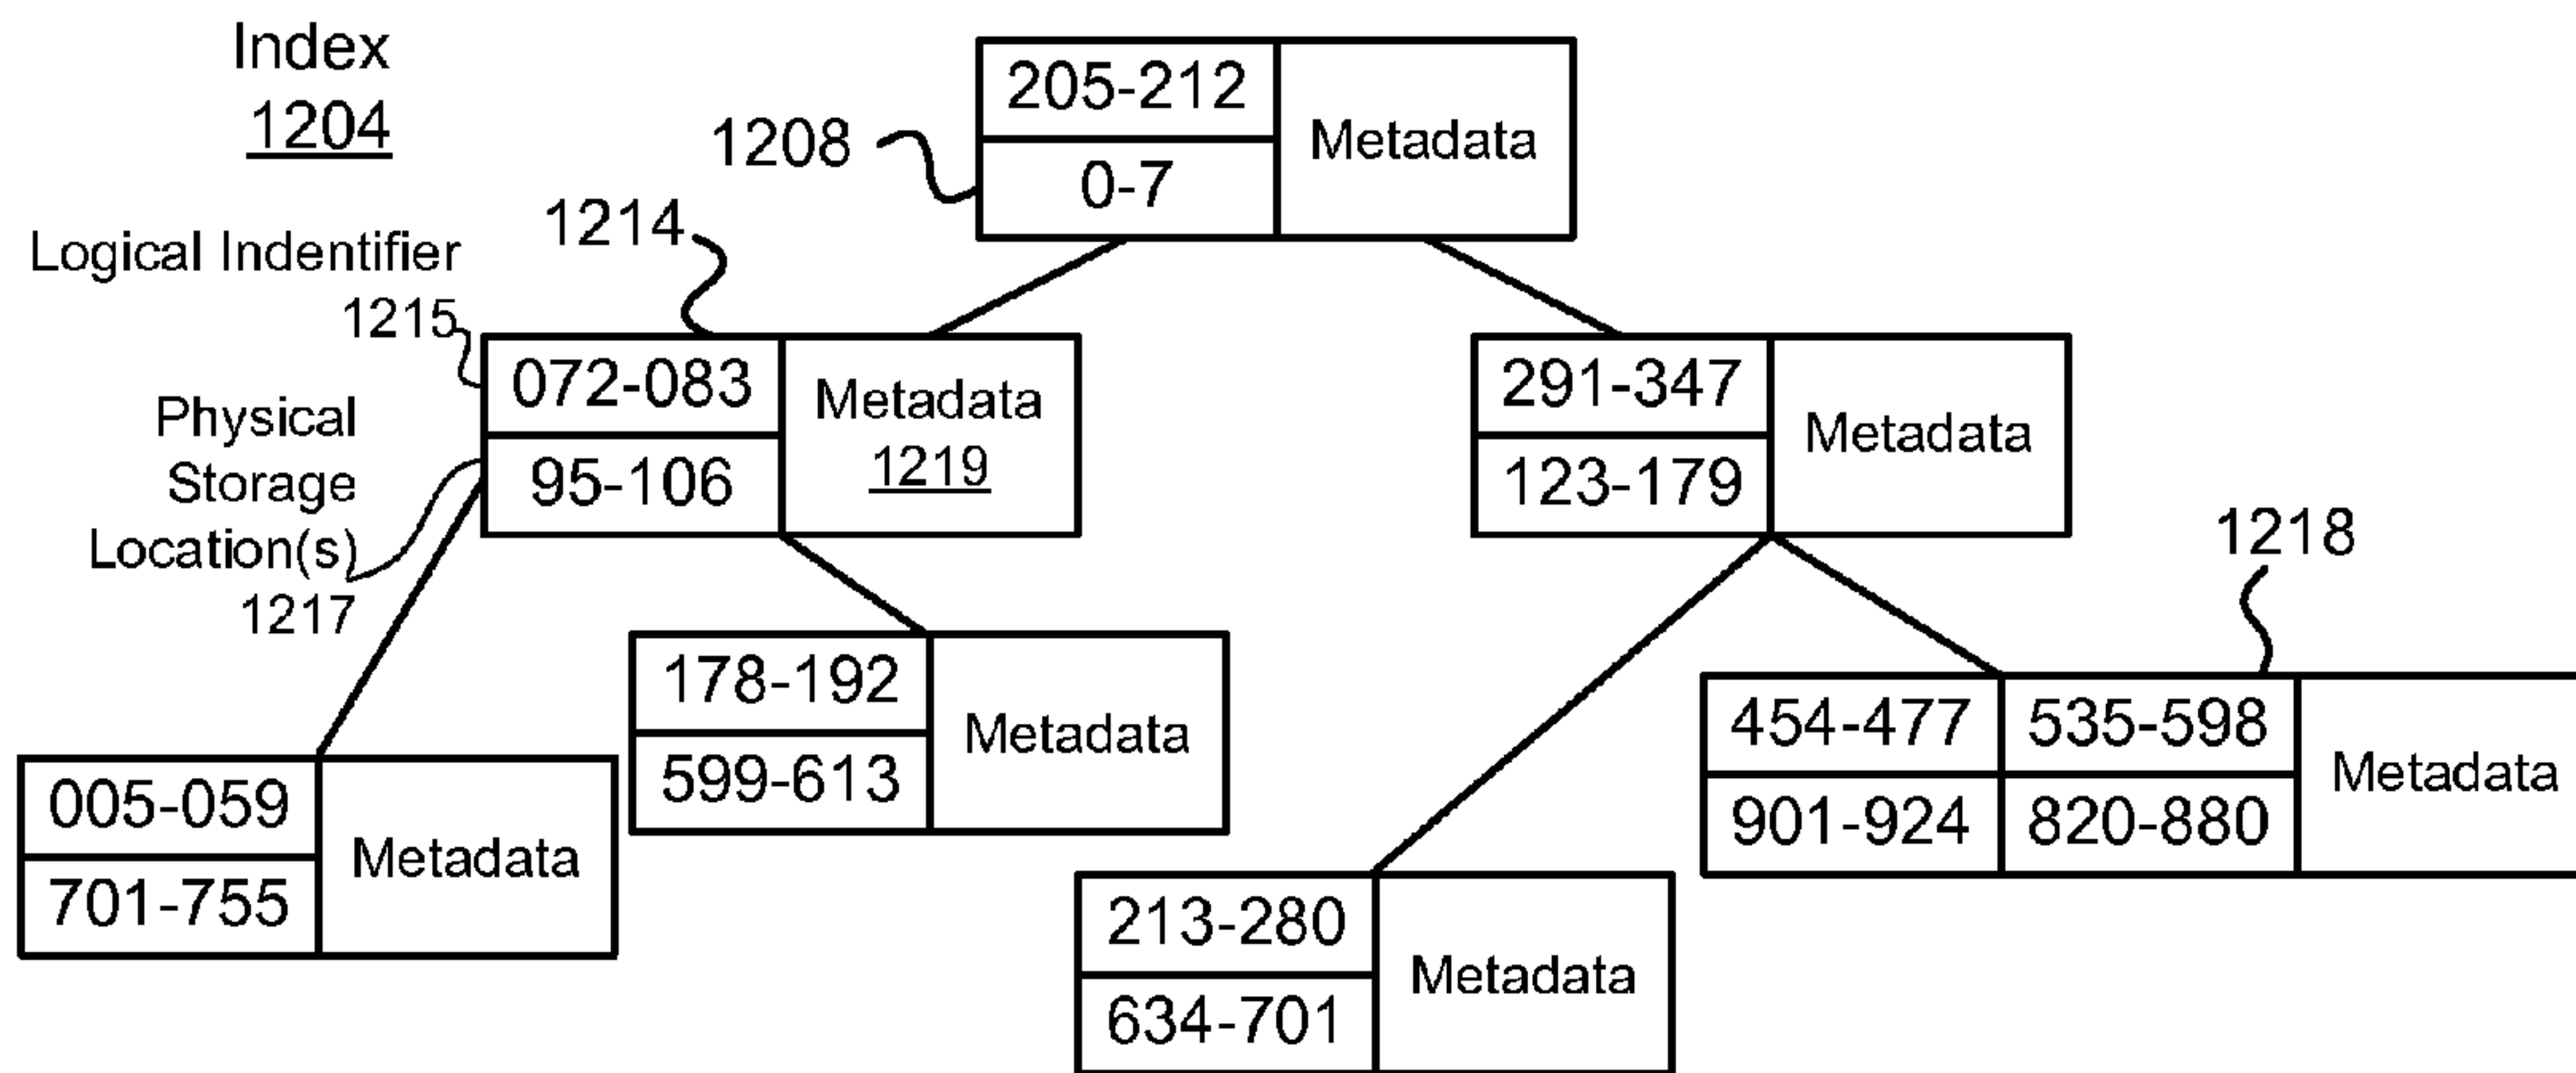 Index
1204
205-212
Metadata
0-7
1208
1214
Logical Indentifier
1215
072-083
Metadata
1219
95-106
Physical
Storage
Location(s)
1217
291-347
Metadata
123-179
1218
178-192
Metadata
599-613
454-477
535-598
Metadata
901-924
820-880
005-059
Metadata
701-755
213-280
Metadata
634-701